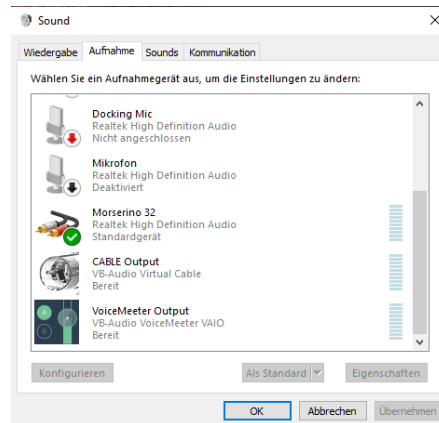 Sound
Wiedergabe Aufnahme Sounds Kommunikation
Wählen Sie ein Aufnahmegerät aus, um die Einstellungen zu ändern:
Docking Mic
Realtek High Definition Audio
Nicht angeschlossen
Mikrofon
Realtek High Definition Audio
Deaktiviert
Morserino 32
Realtek High Definition Audio
Standardgerät
CABLE Output
VB-Audio Virtual Cable
Bereit
VoiceMeeter Output
VB-Audio VoiceMeeter VAIO
Bereit
Konfigurieren Als Standard Eigenschaften
OK Abbrechen Übernehmen